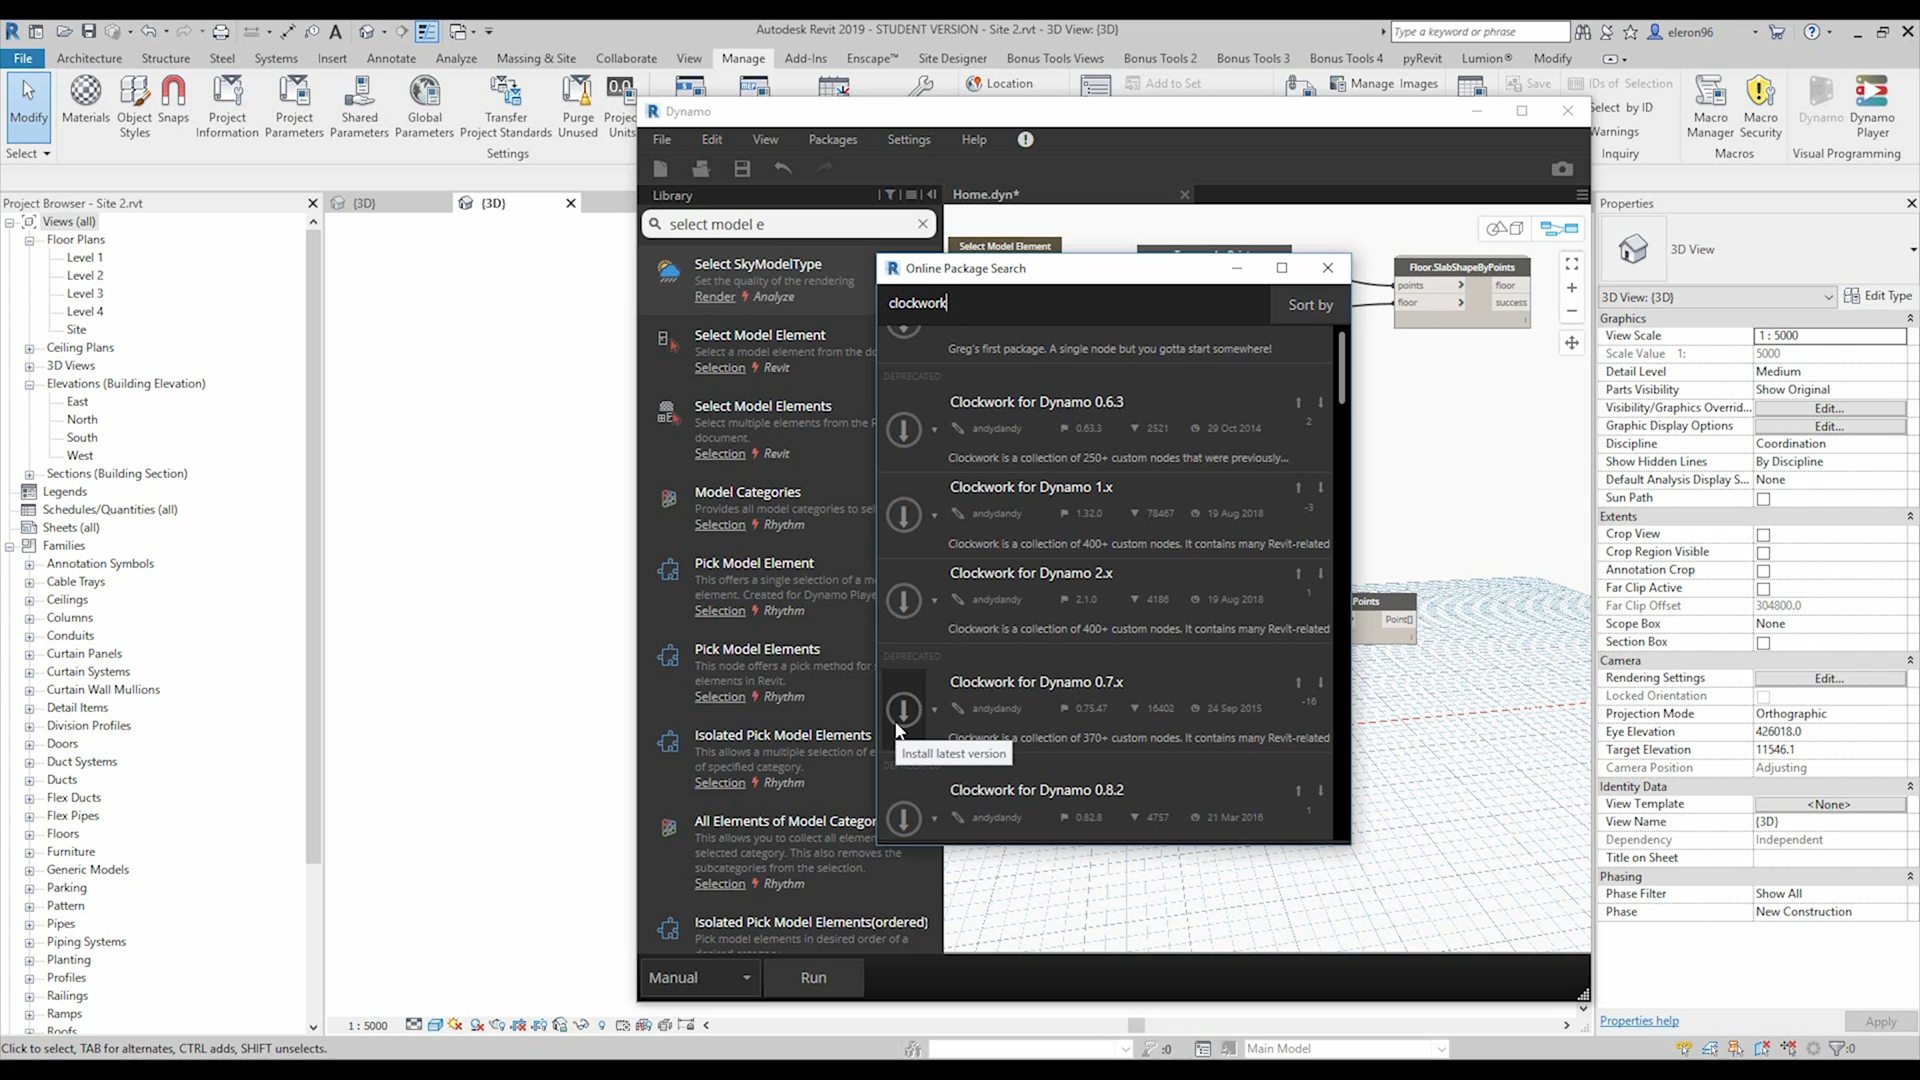 Autodesk Revit 2019 - STUDENT VERSION - Site 2.rvt - 3D View: {3D}
Type a keyword or phrase
eleron96
File Architecture Structure Steel Systems Insert Annotate Analyze Massing & Site Collaborate View Manage Add-Ins Enscape™ Site Designer Bonus Tools Views Bonus Tools 2 Bonus Tools 3 Bonus Tools 4 pyRevit Lumion® Modify
Modify
Materials
Object Styles
Snaps
Project Information
Project Parameters
Shared Parameters
Global Parameters
Transfer Project Standards
Purge Unused
Location
Add to Set
Manage Images
Save
IDs of Selection
Select by ID
Warnings
Macro Manager
Macro Security
Dynamo
Dynamo Player
Select
Settings
Inquiry
Macros
Visual Programming
Project Browser - Site 2.rvt
Views (all)
Floor Plans
Level 1
Level 2
Level 3
Level 4
Site
Ceiling Plans
3D Views
Elevations (Building Elevation)
East
North
South
West
Sections (Building Section)
Legends
Schedules/Quantities (all)
Sheets (all)
Families
Annotation Symbols
Cable Trays
Ceilings
Columns
Conduits
Curtain Panels
Curtain Systems
Curtain Wall Mullions
Detail Items
Division Profiles
Doors
Duct Systems
Ducts
Flex Ducts
Flex Pipes
Floors
Furniture
Generic Models
Parking
Pattern
Pipes
Piping Systems
Planting
Profiles
Railings
Ramps
Roofs
{3D}
{3D}
Dynamo
File Edit View Packages Settings Help
Library
Home.dyn*
select model e
Select SkyModelType
Set the quality of the rendering
Render Analyze
Select Model Element
Select a model element from the do
Selection Revit
Select Model Elements
Select multiple elements from the R
document.
Selection Revit
Model Categories
Provides all model categories to sel
Selection Rhythm
Pick Model Element
This offers a single selection of a m
element. Created for Dynamo Playe
Selection Rhythm
Pick Model Elements
This node offers a pick method for
elements in Revit.
Selection Rhythm
Isolated Pick Model Elements
This allows a multiple selection of e
of specified category.
Selection Rhythm
All Elements of Model Categor
This allows you to collect all elemen
selected category. This also removes the
subcategories from the selection.
Selection Rhythm
Isolated Pick Model Elements(ordered)
Pick model elements in desired order of a
Manual
Run
Select Model Element
Floor.SlabShapeByPoints
points floor
floor success
Points
Point[]
Online Package Search
clockwork
Sort by
Greg's first package. A single node but you gotta start somewhere!
DEPRECATED
Clockwork for Dynamo 0.6.3
andydandy 0.63.3 2521 29 Oct 2014 2
Clockwork is a collection of 250+ custom nodes that were previously...
Clockwork for Dynamo 1.x
andydandy 1.32.0 78467 19 Aug 2018 -3
Clockwork is a collection of 400+ custom nodes. It contains many Revit-related
Clockwork for Dynamo 2.x
andydandy 2.1.0 4186 19 Aug 2018 1
Clockwork is a collection of 400+ custom nodes. It contains many Revit-related
DEPRECATED
Clockwork for Dynamo 0.7.x
andydandy 0.75.47 16402 24 Sep 2015 -16
Clockwork is a collection of 370+ custom nodes. It contains many Revit-related
Install latest version
Clockwork for Dynamo 0.8.2
andydandy 0.82.8 4757 21 Mar 2016 1
Properties
3D View
3D View: {3D}
Edit Type
Graphics
View Scale 1 : 5000
Scale Value 1: 5000
Detail Level Medium
Parts Visibility Show Original
Visibility/Graphics Overrid... Edit...
Graphic Display Options Edit...
Discipline Coordination
Show Hidden Lines By Discipline
Default Analysis Display S... None
Sun Path
Extents
Crop View
Crop Region Visible
Annotation Crop
Far Clip Active
Far Clip Offset 304800.0
Scope Box None
Section Box
Camera
Rendering Settings Edit...
Locked Orientation
Projection Mode Orthographic
Eye Elevation 426018.0
Target Elevation 11546.1
Camera Position Adjusting
Identity Data
View Template <None>
View Name {3D}
Dependency Independent
Title on Sheet
Phasing
Phase Filter Show All
Phase New Construction
Properties help
Apply
1 : 5000
Click to select, TAB for alternates, CTRL adds, SHIFT unselects.
:0
Main Model
:0